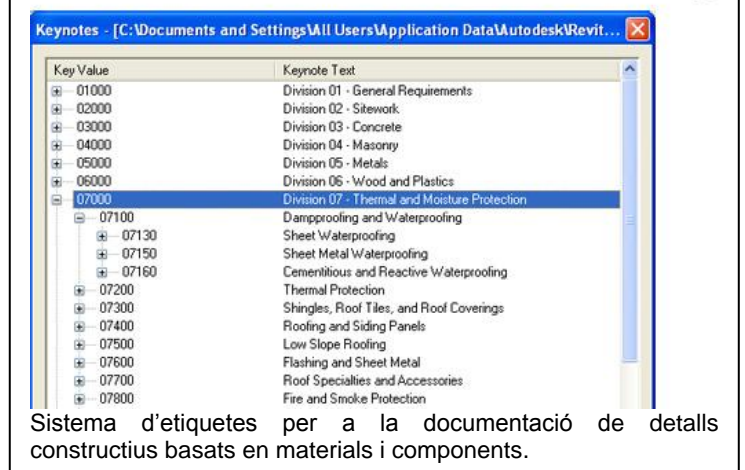 Keynotes - [C:\Documents and Settings\All Users\Application Data\Autodesk\Revit...
Key Value Keynote Text
01000 Division 01 - General Requirements
02000 Division 02 - Sitework
03000 Division 03 - Concrete
04000 Division 04 - Masonry
05000 Division 05 - Metals
06000 Division 06 - Wood and Plastics
07000 Division 07 - Thermal and Moisture Protection
07100 Dampproofing and Waterproofing
07130 Sheet Waterproofing
07150 Sheet Metal Waterproofing
07160 Cementitious and Reactive Waterproofing
07200 Thermal Protection
07300 Shingles, Roof Tiles, and Roof Coverings
07400 Roofing and Siding Panels
07500 Low Slope Roofing
07600 Flashing and Sheet Metal
07700 Roof Specialties and Accessories
07800 Fire and Smoke Protection
Sistema d'etiquetes per a la documentació de detalls
constructius basats en materials i components.